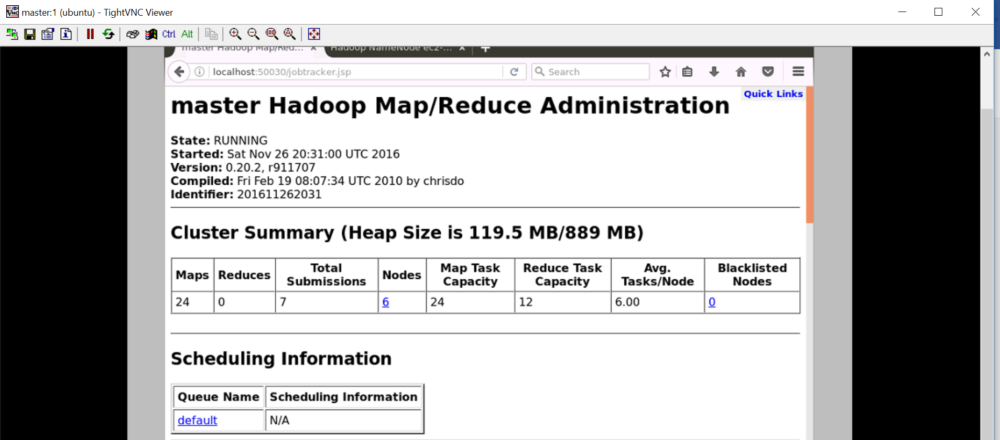 master:1 (ubuntu) - TightVNC Viewer
Ctrl Alt
master Hadoop Map/Red... × Hadoop NameNode ec2-... × +
localhost:50030/jobtracker.jsp Search
Quick Links
master Hadoop Map/Reduce Administration
State: RUNNING
Started: Sat Nov 26 20:31:00 UTC 2016
Version: 0.20.2, r911707
Compiled: Fri Feb 19 08:07:34 UTC 2010 by chrisdo
Identifier: 201611262031
Cluster Summary (Heap Size is 119.5 MB/889 MB)
Maps Reduces Total Submissions Nodes Map Task Capacity Reduce Task Capacity Avg. Tasks/Node Blacklisted Nodes
24 0 7 6 24 12 6.00 0
Scheduling Information
Queue Name Scheduling Information
default N/A